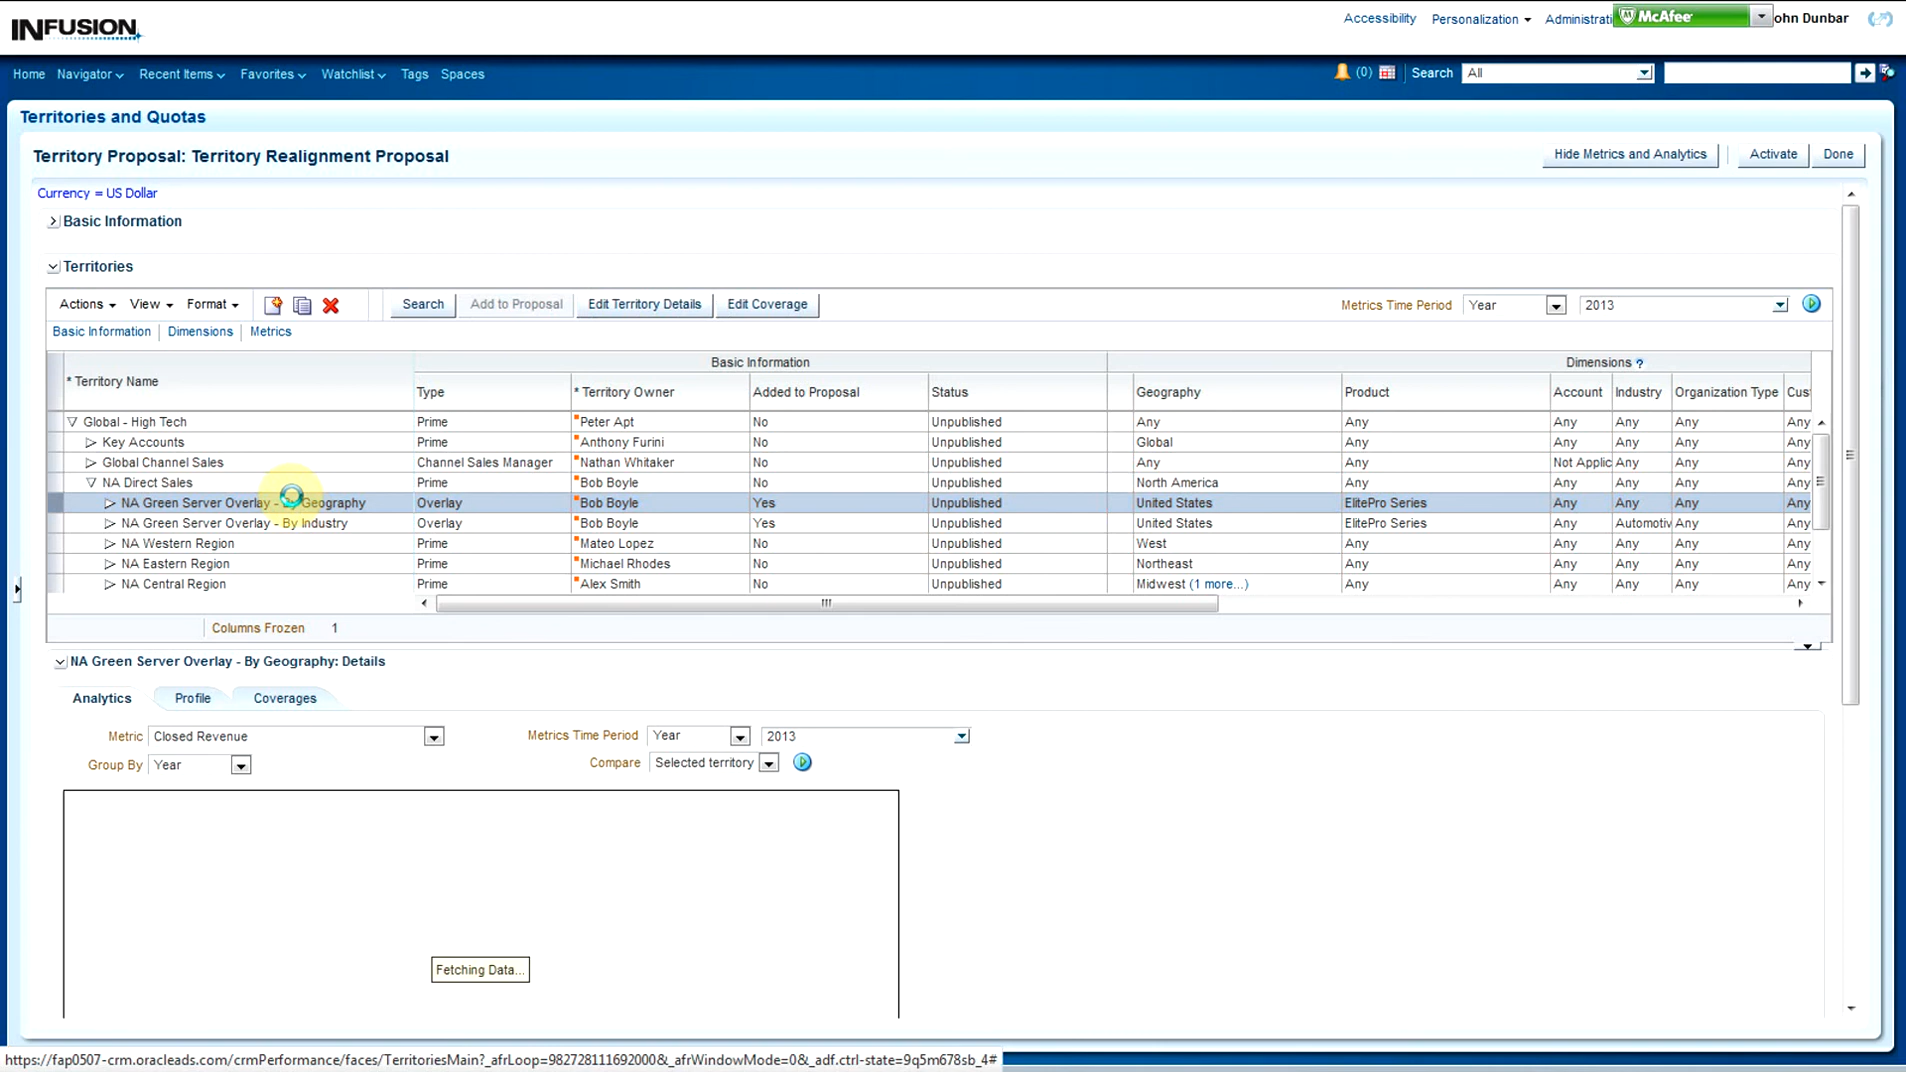 INFUSION
Accessibility Personalization Administrati McAfee ohn Dunbar
Home Navigator Recent Items Favorites Watchlist Tags Spaces (0) Search All
Territories and Quotas
Territory Proposal: Territory Realignment Proposal Hide Metrics and Analytics Activate Done
Currency = US Dollar
Basic Information
Territories
Actions View Format Search Add to Proposal Edit Territory Details Edit Coverage Metrics Time Period Year 2013
Basic Information Dimensions Metrics
Basic Information Dimensions ?
* Territory Name Type * Territory Owner Added to Proposal Status Geography Product Account Industry Organization Type Cus
Global - High Tech Prime Peter Apt No Unpublished Any Any Any Any Any Any
Key Accounts Prime Anthony Furini No Unpublished Global Any Any Any Any Any
Global Channel Sales Channel Sales Manager Nathan Whitaker No Unpublished Any Any Not Applic Any Any Any
NA Direct Sales Prime Bob Boyle No Unpublished North America Any Any Any Any Any
NA Green Server Overlay - By Geography Overlay Bob Boyle Yes Unpublished United States ElitePro Series Any Any Any Any
NA Green Server Overlay - By Industry Overlay Bob Boyle Yes Unpublished United States ElitePro Series Any Automotiv Any Any
NA Western Region Prime Mateo Lopez No Unpublished West Any Any Any Any Any
NA Eastern Region Prime Michael Rhodes No Unpublished Northeast Any Any Any Any Any
NA Central Region Prime Alex Smith No Unpublished Midwest (1 more...) Any Any Any Any Any
Columns Frozen 1
NA Green Server Overlay - By Geography: Details
Analytics Profile Coverages
Metric Closed Revenue Metrics Time Period Year 2013
Group By Year Compare Selected territory
Fetching Data...
https://fap0507-crm.oracleads.com/crmPerformance/faces/TerritoriesMain?_afrLoop=9827281111692000&_afrWindowMode=0&_adf.ctrl-state=9q5m678sb_4#